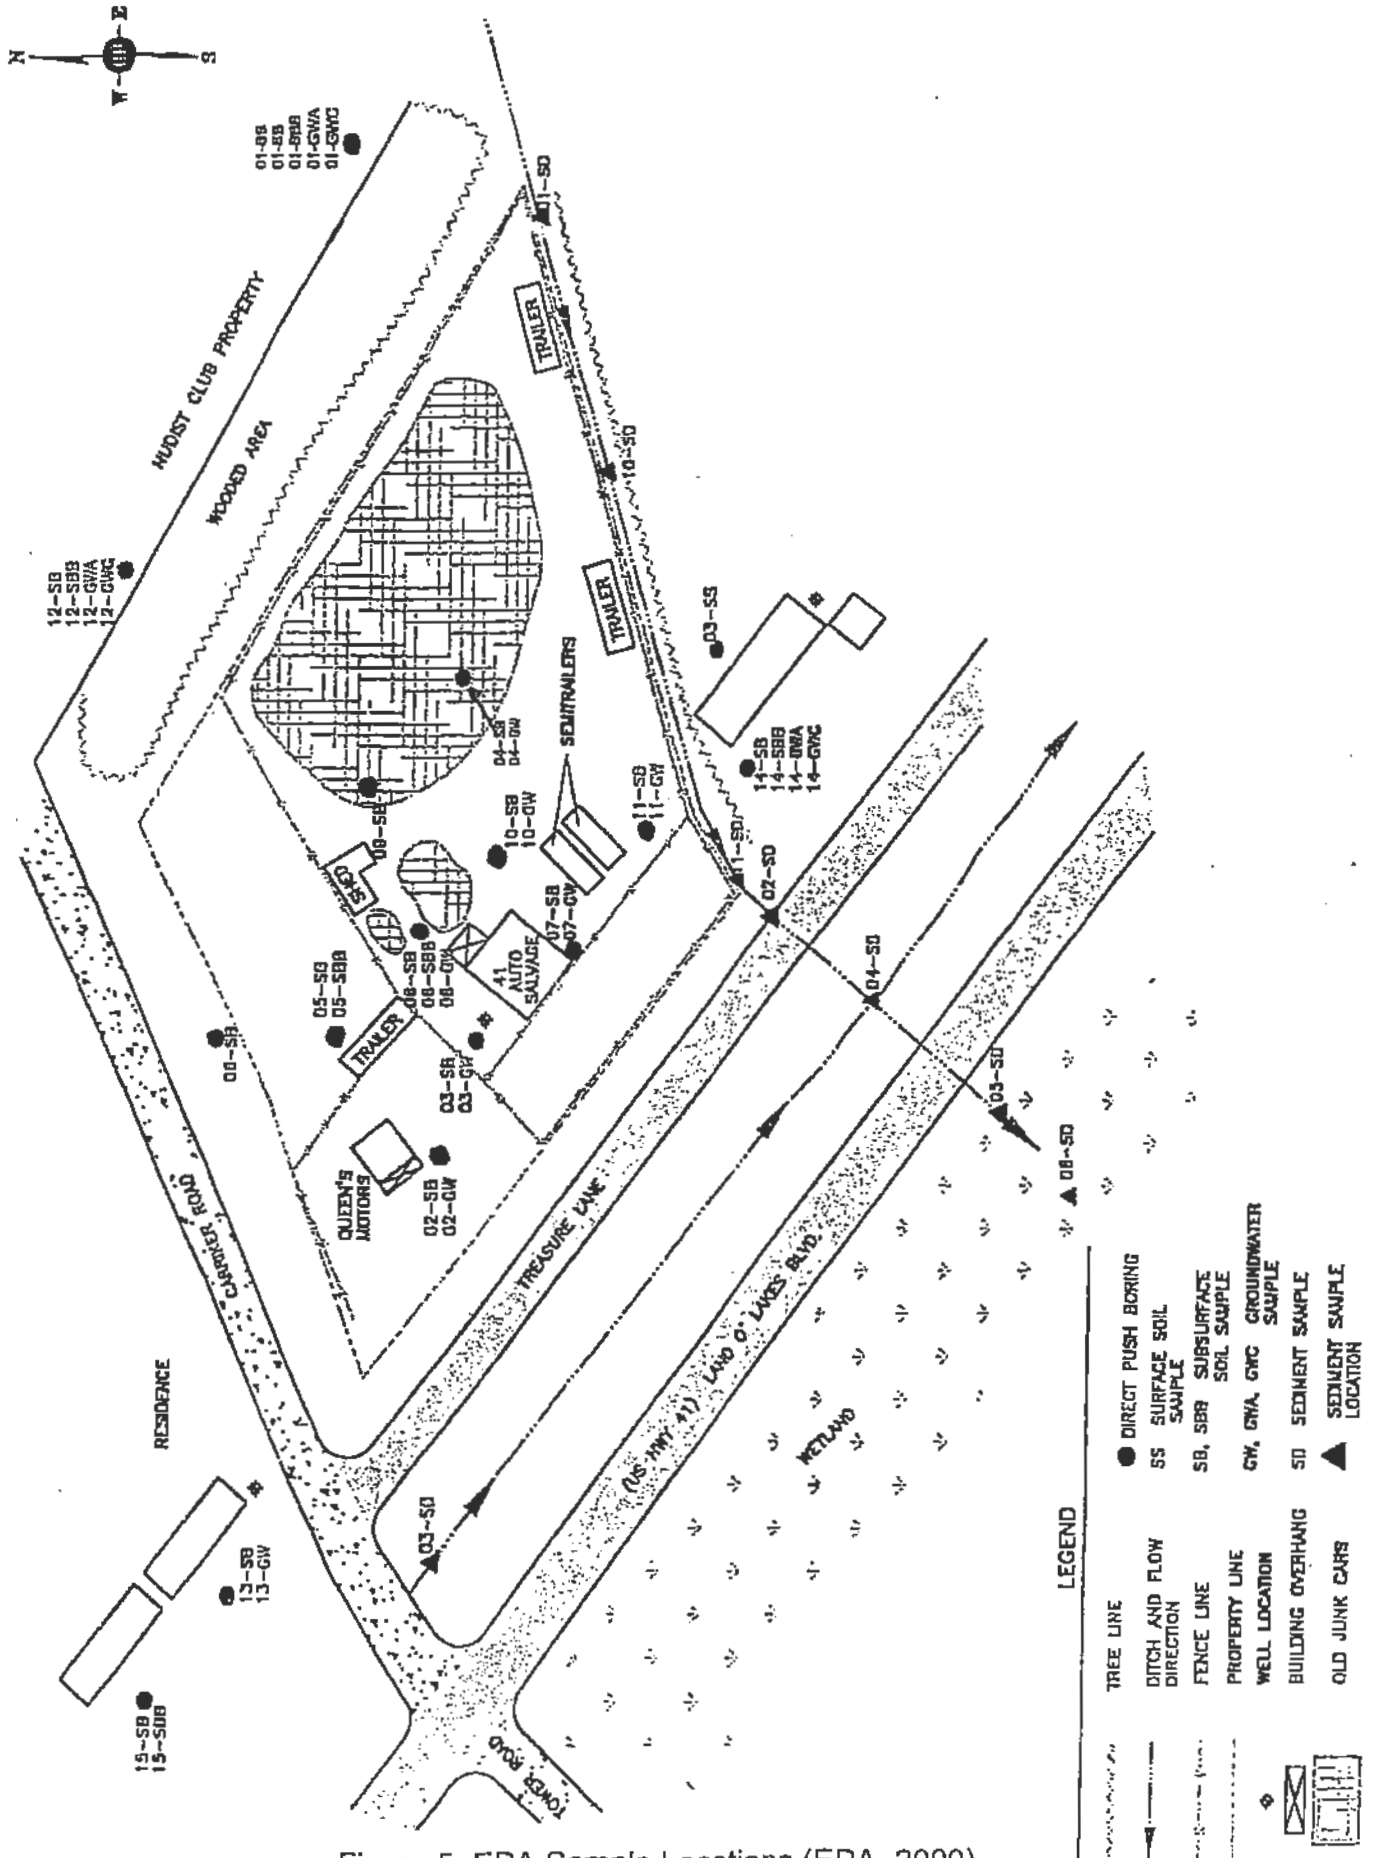 N
W
E
S
01-SS
01-SB
01-SBB
01-GWA
01-GWC
NUDIST CLUB PROPERTY
WOODED AREA
12-SB
12-SBB
12-GWA
12-GWC
01-SD
TRAILER
10-SD
TRAILER
03-SS
SEMITRAILERS
04-SB
04-GW
14-SB
14-SBB
14-GWA
14-GWC
11-SB
11-GW
10-SB
10-GW
09-SB
SHED
11-SD
02-SD
07-SB
07-GW
41
AUTO
SALVAGE
06-SB
06-SBB
06-GW
05-SB
05-SBB
TRAILER
08-SB
03-SB
03-GW
04-SD
05-SD
06-SD
QUEEN'S
MOTORS
02-SB
02-GW
CARRIKER ROAD
TREASURE LANE
(US HWY 41) LAND O' LAKES BLVD.
WETLAND
RESIDENCE
03-SD
13-SB
13-GW
15-SB
15-SBB
TOWER ROAD
LEGEND
TREE LINE
DITCH AND FLOW
DIRECTION
FENCE LINE
PROPERTY LINE
WELL LOCATION
BUILDING OVERHANG
OLD JUNK CARS
DIRECT PUSH BORING
SS SURFACE SOIL
SAMPLE
SB, SBB SUBSURFACE
SOIL SAMPLE
GW, GWA, GWC GROUNDWATER
SAMPLE
SD SEDIMENT SAMPLE
SEDIMENT SAMPLE
LOCATION
Figure 5. EPA Sample Locations (EPA, 2000)